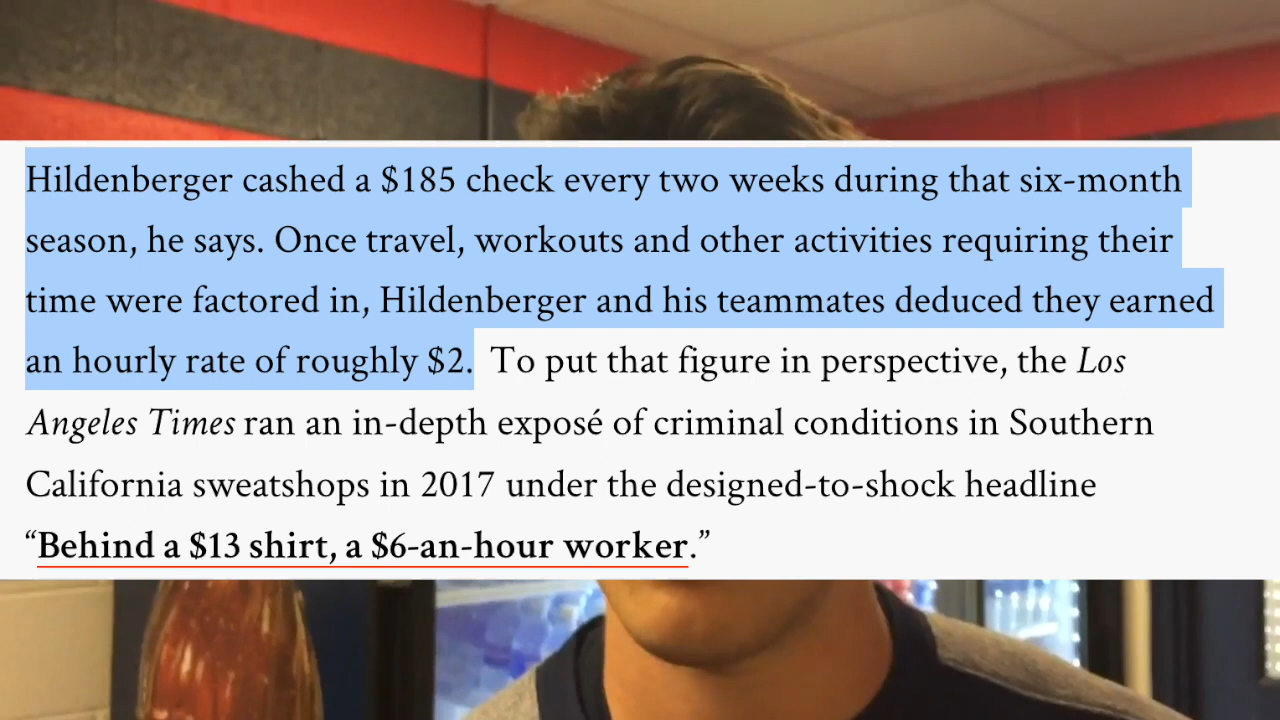 Hildenberger cashed a $185 check every two weeks during that six-month
season, he says. Once travel, workouts and other activities requiring their
time were factored in, Hildenberger and his teammates deduced they earned
an hourly rate of roughly $2. To put that figure in perspective, the Los
Angeles Times ran an in-depth exposé of criminal conditions in Southern
California sweatshops in 2017 under the designed-to-shock headline
“Behind a $13 shirt, a $6-an-hour worker.”